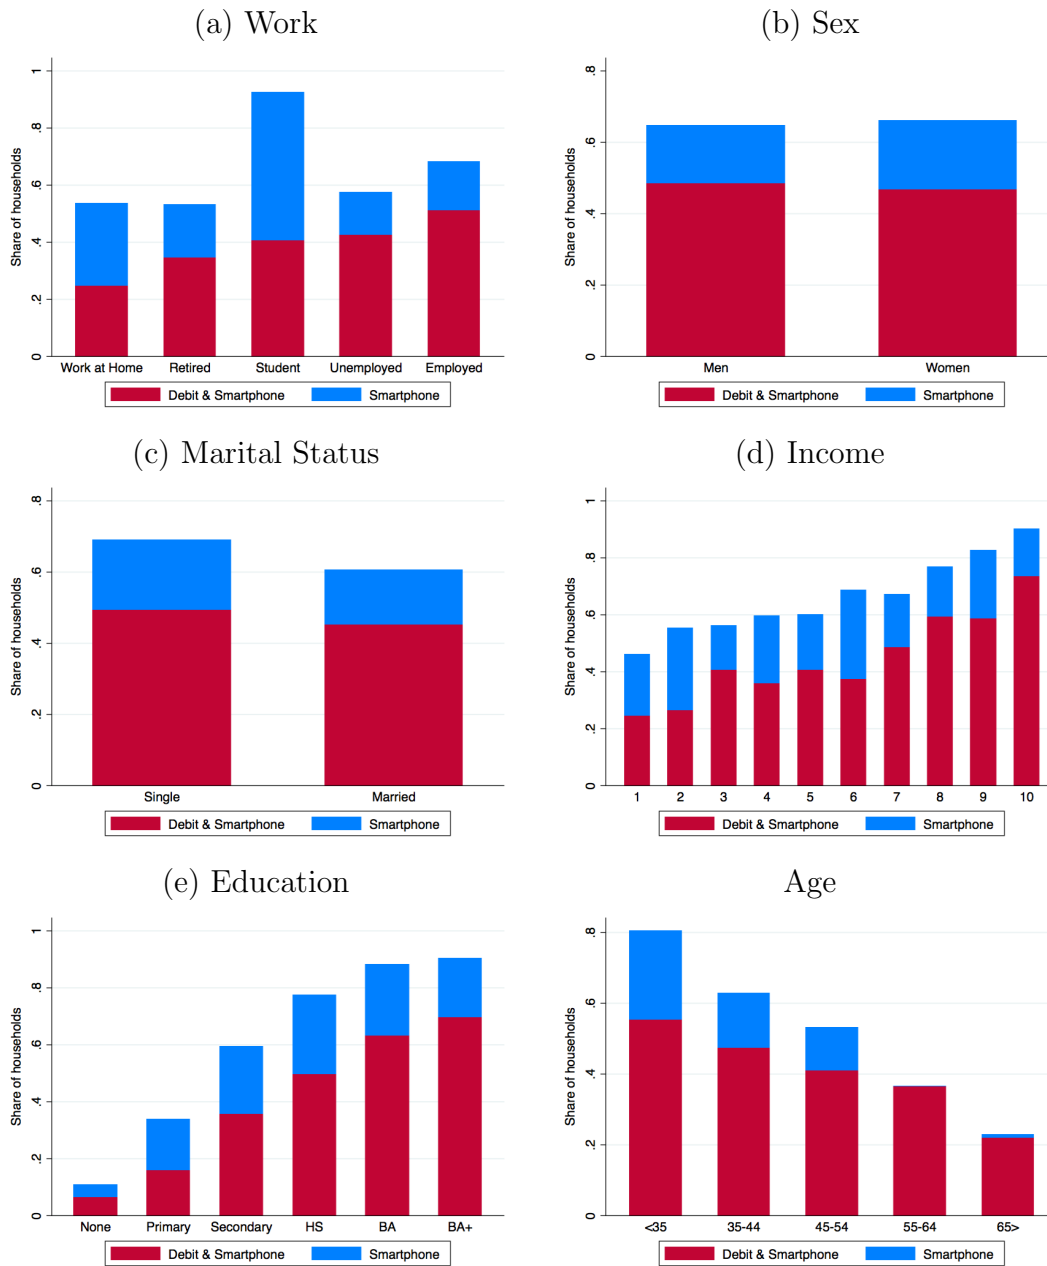 (a) Work
Share of households
0 .2 .4 .6 .8 1
Work at Home Retired Student Unemployed Employed
Debit & Smartphone Smartphone
(b) Sex
Share of households
0 .2 .4 .6 .8
Men Women
Debit & Smartphone Smartphone
(c) Marital Status
Share of households
0 .2 .4 .6 .8
Single Married
Debit & Smartphone Smartphone
(d) Income
Share of households
0 .2 .4 .6 .8 1
1 2 3 4 5 6 7 8 9 10
Debit & Smartphone Smartphone
(e) Education
Share of households
0 .2 .4 .6 .8 1
None Primary Secondary HS BA BA+
Debit & Smartphone Smartphone
Age
Share of households
0 .2 .4 .6 .8
<35 35-44 45-54 55-64 65>
Debit & Smartphone Smartphone